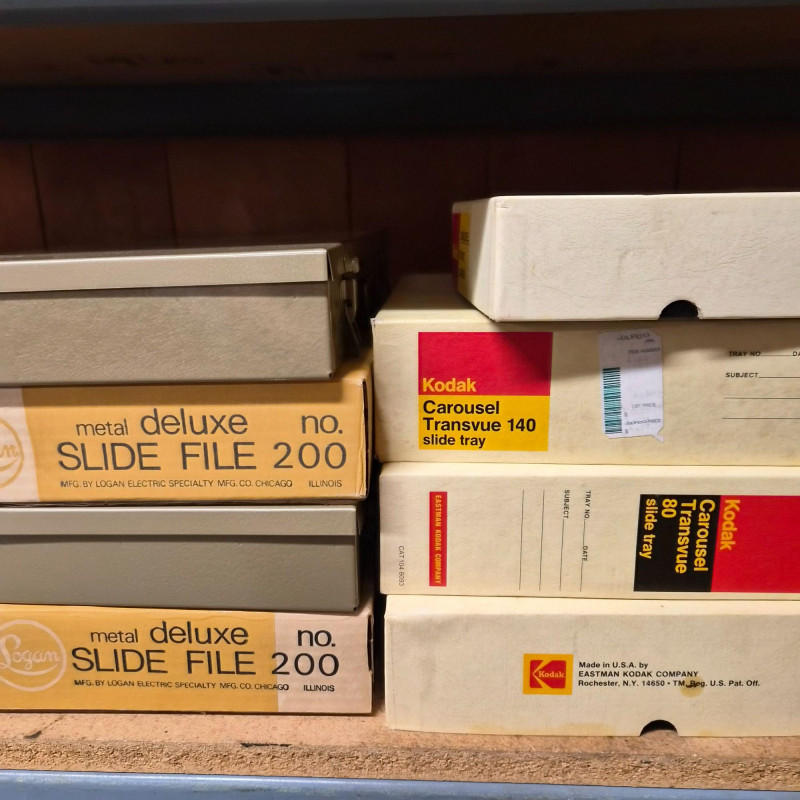 metal deluxe no.
SLIDE FILE 200
MFG. BY LOGAN ELECTRIC SPECIALTY MFG. CO. CHICAGO ILLINOIS
Logan
metal deluxe no.
SLIDE FILE 200
MFG. BY LOGAN ELECTRIC SPECIALTY MFG. CO. CHICAGO ILLINOIS
Kodak
Carousel
Transvue 140
slide tray
TRAY NO.
SUBJECT
EASTMAN KODAK COMPANY
SUBJECT
TRAY NO. DATE
Kodak
Carousel
Transvue
80
slide tray
Kodak
Made in U.S.A. by
EASTMAN KODAK COMPANY
Rochester, N.Y. 14650 • TM. Reg. U.S. Pat. Off.